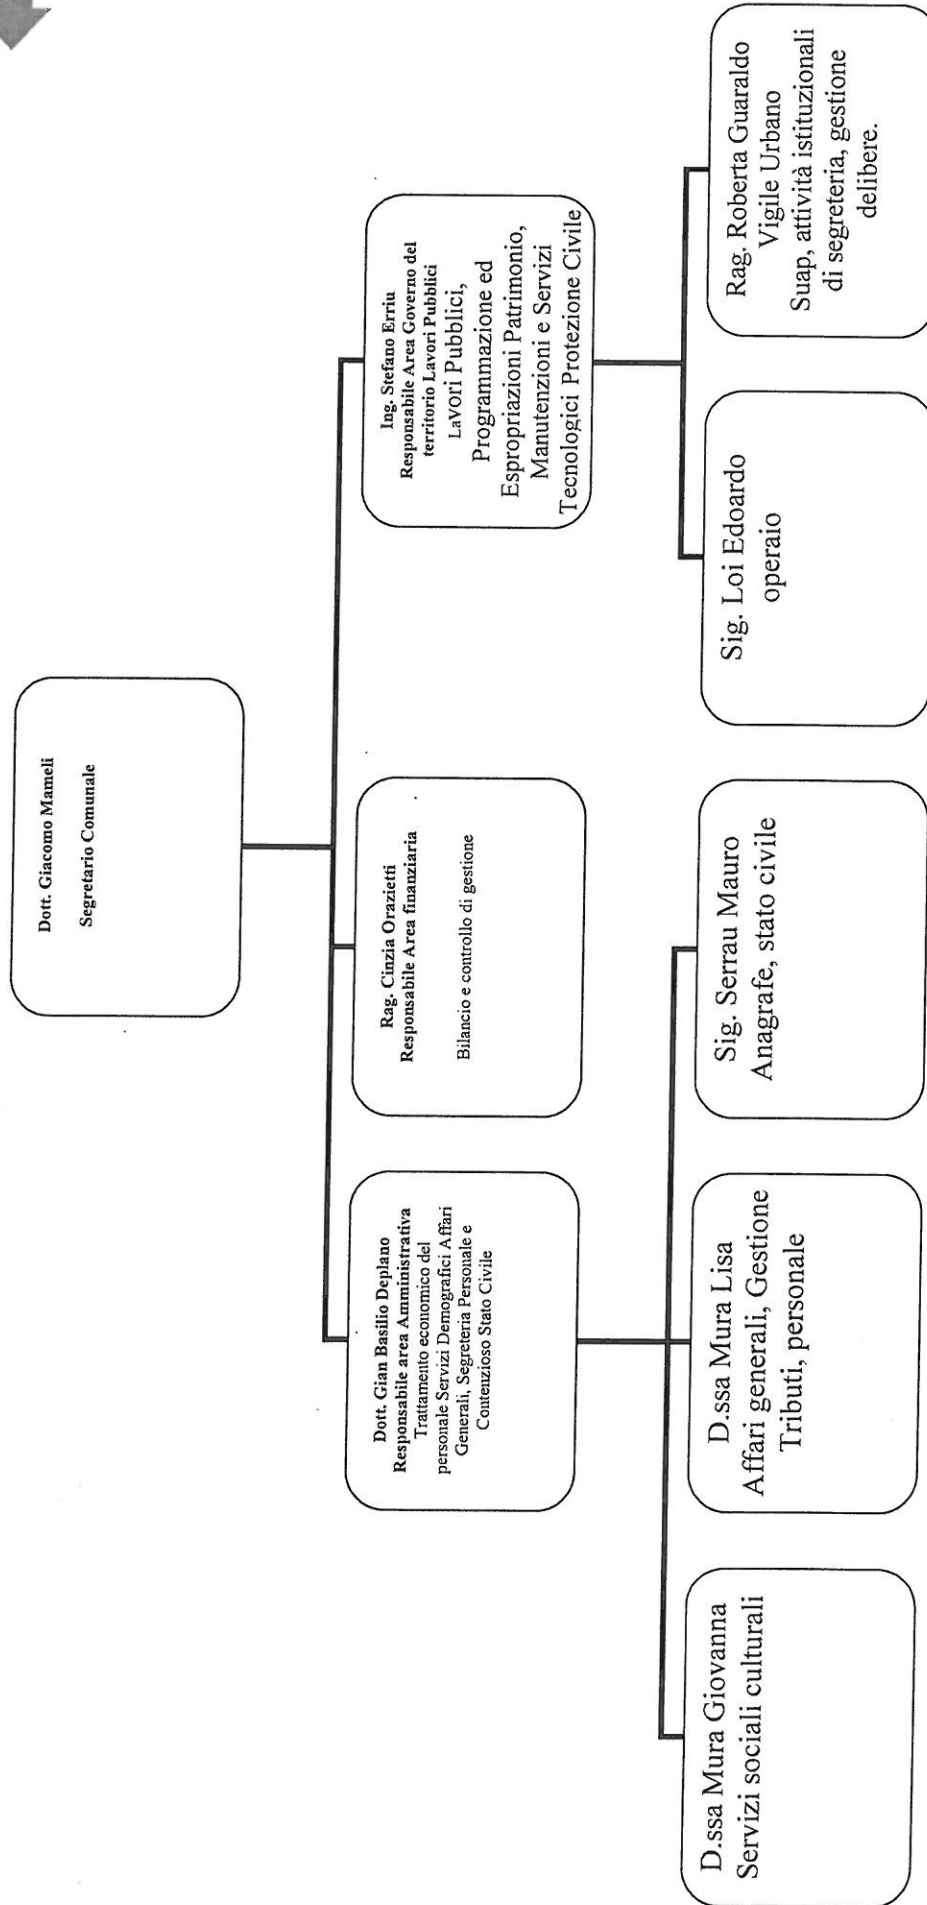 Dott. Giacomo Mameli
Segretario Comunale
Dott. Gian Basilio Deplano
Responsabile area Amministrativa
Trattamento economico del
personale Servizi Demografici Affari
Generali, Segreteria Personale e
Contenzioso Stato Civile
Rag. Cinzia Orazietti
Responsabile Area finanziaria
Bilancio e controllo di gestione
Ing. Stefano Erriu
Responsabile Area Governo del
territorio Lavori Pubblici
LaVori Pubblici,
Programmazione ed
Espropriazioni Patrimonio,
Manutenzioni e Servizi
Tecnologici Protezione Civile
D.ssa Mura Giovanna
Servizi sociali culturali
D.ssa Mura Lisa
Affari generali, Gestione
Tributi, personale
Sig. Serrau Mauro
Anagrafe, stato civile
Sig. Loi Edoardo
operaio
Rag. Roberta Guaraldo
Vigile Urbano
Suap, attività istituzionali
di segreteria, gestione
delibere.